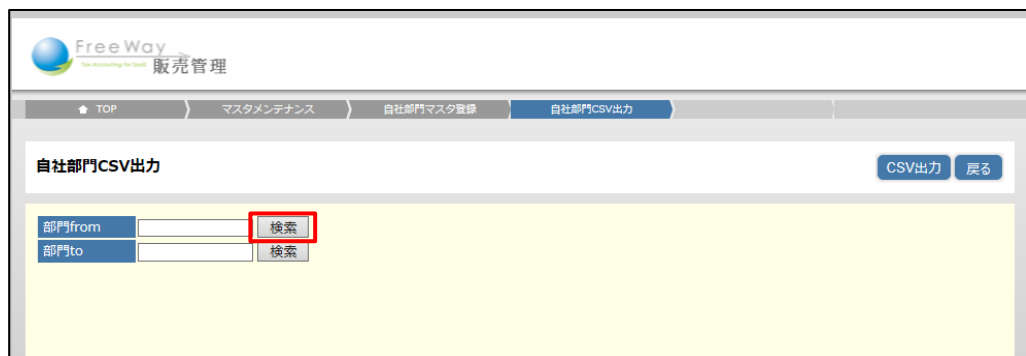 FreeWay
Tax Accounting for SaaS
販売管理
TOP マスタメンテナンス 自社部門マスタ登録 自社部門CSV出力
自社部門CSV出力 CSV出力 戻る
部門from 検索
部門to 検索